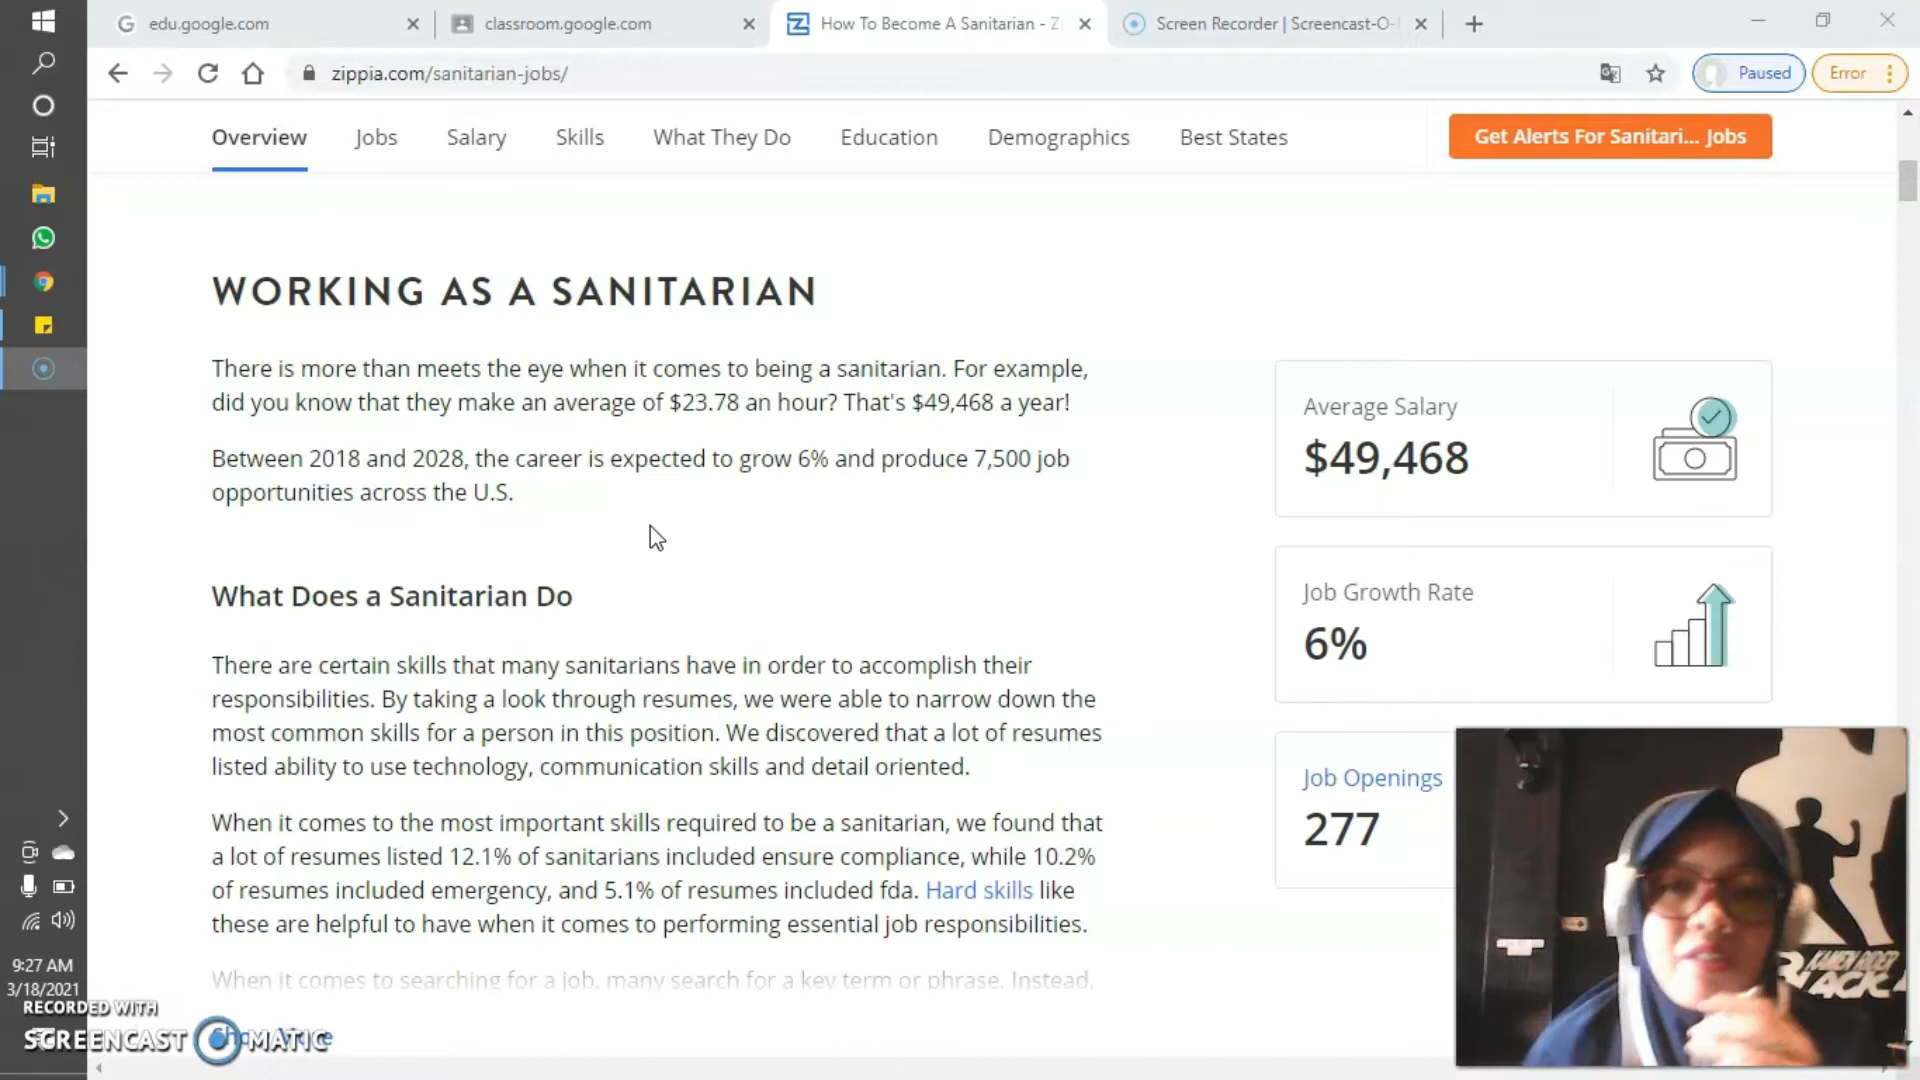 edu.google.com
classroom.google.com
How To Become A Sanitarian - Z
Screen Recorder | Screencast-O-
zippia.com/sanitarian-jobs/
Paused
Error
Overview
Jobs
Salary
Skills
What They Do
Education
Demographics
Best States
Get Alerts For Sanitari... Jobs
WORKING AS A SANITARIAN
There is more than meets the eye when it comes to being a sanitarian. For example,
did you know that they make an average of $23.78 an hour? That's $49,468 a year!
Between 2018 and 2028, the career is expected to grow 6% and produce 7,500 job
opportunities across the U.S.
What Does a Sanitarian Do
There are certain skills that many sanitarians have in order to accomplish their
responsibilities. By taking a look through resumes, we were able to narrow down the
most common skills for a person in this position. We discovered that a lot of resumes
listed ability to use technology, communication skills and detail oriented.
When it comes to the most important skills required to be a sanitarian, we found that
a lot of resumes listed 12.1% of sanitarians included ensure compliance, while 10.2%
of resumes included emergency, and 5.1% of resumes included fda. Hard skills like
these are helpful to have when it comes to performing essential job responsibilities.
When it comes to searching for a job, many search for a key term or phrase. Instead,
Average Salary
$49,468
Job Growth Rate
6%
Job Openings
277
KAMEN RIDER
BLACK
9:27 AM
3/18/2021
RECORDED WITH
SCREENCAST MATIC